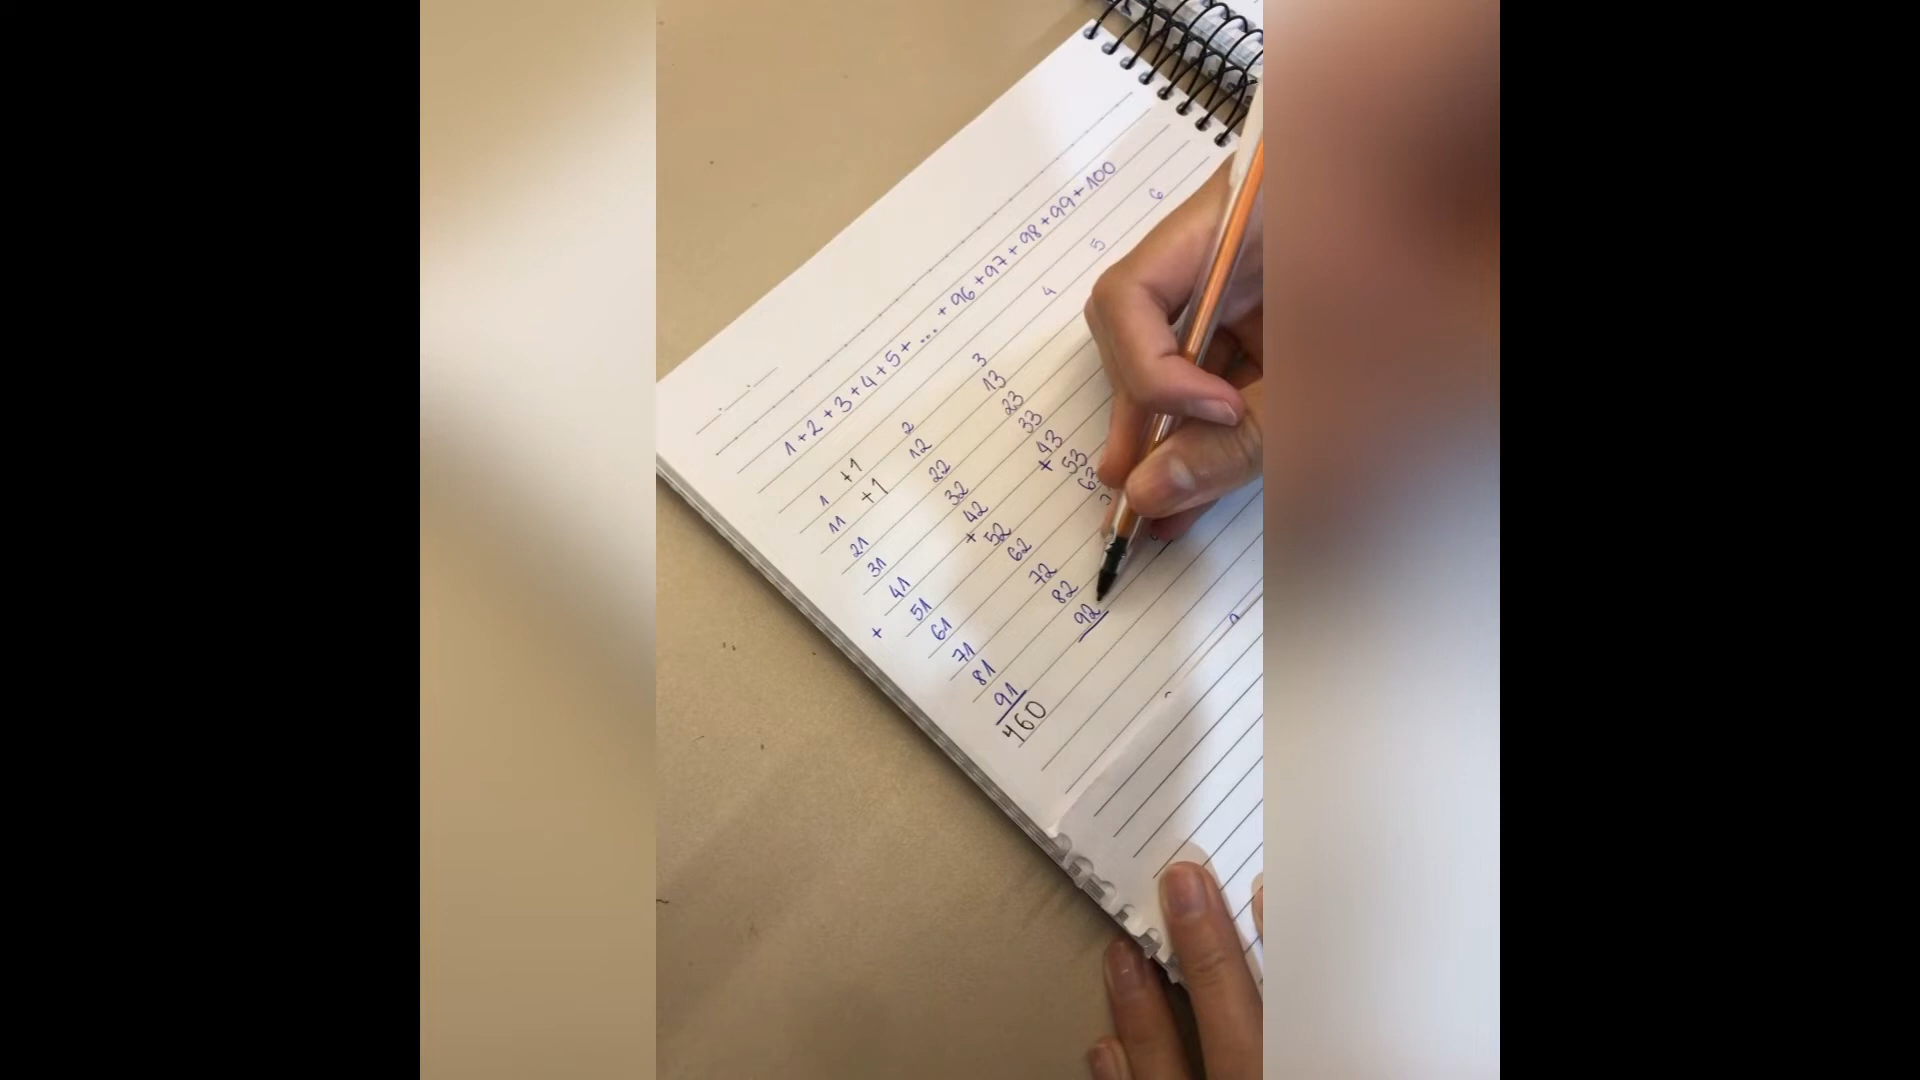 1+2+3+4+5+ ... +96+97+98+99+100
1 +1 2 3 4 5 6
11 +1 12 13
21 22 23
31 32 33
41 42 + 43
+ 51 + 52 53
61 62 63
71 72
81 82
91 92
460